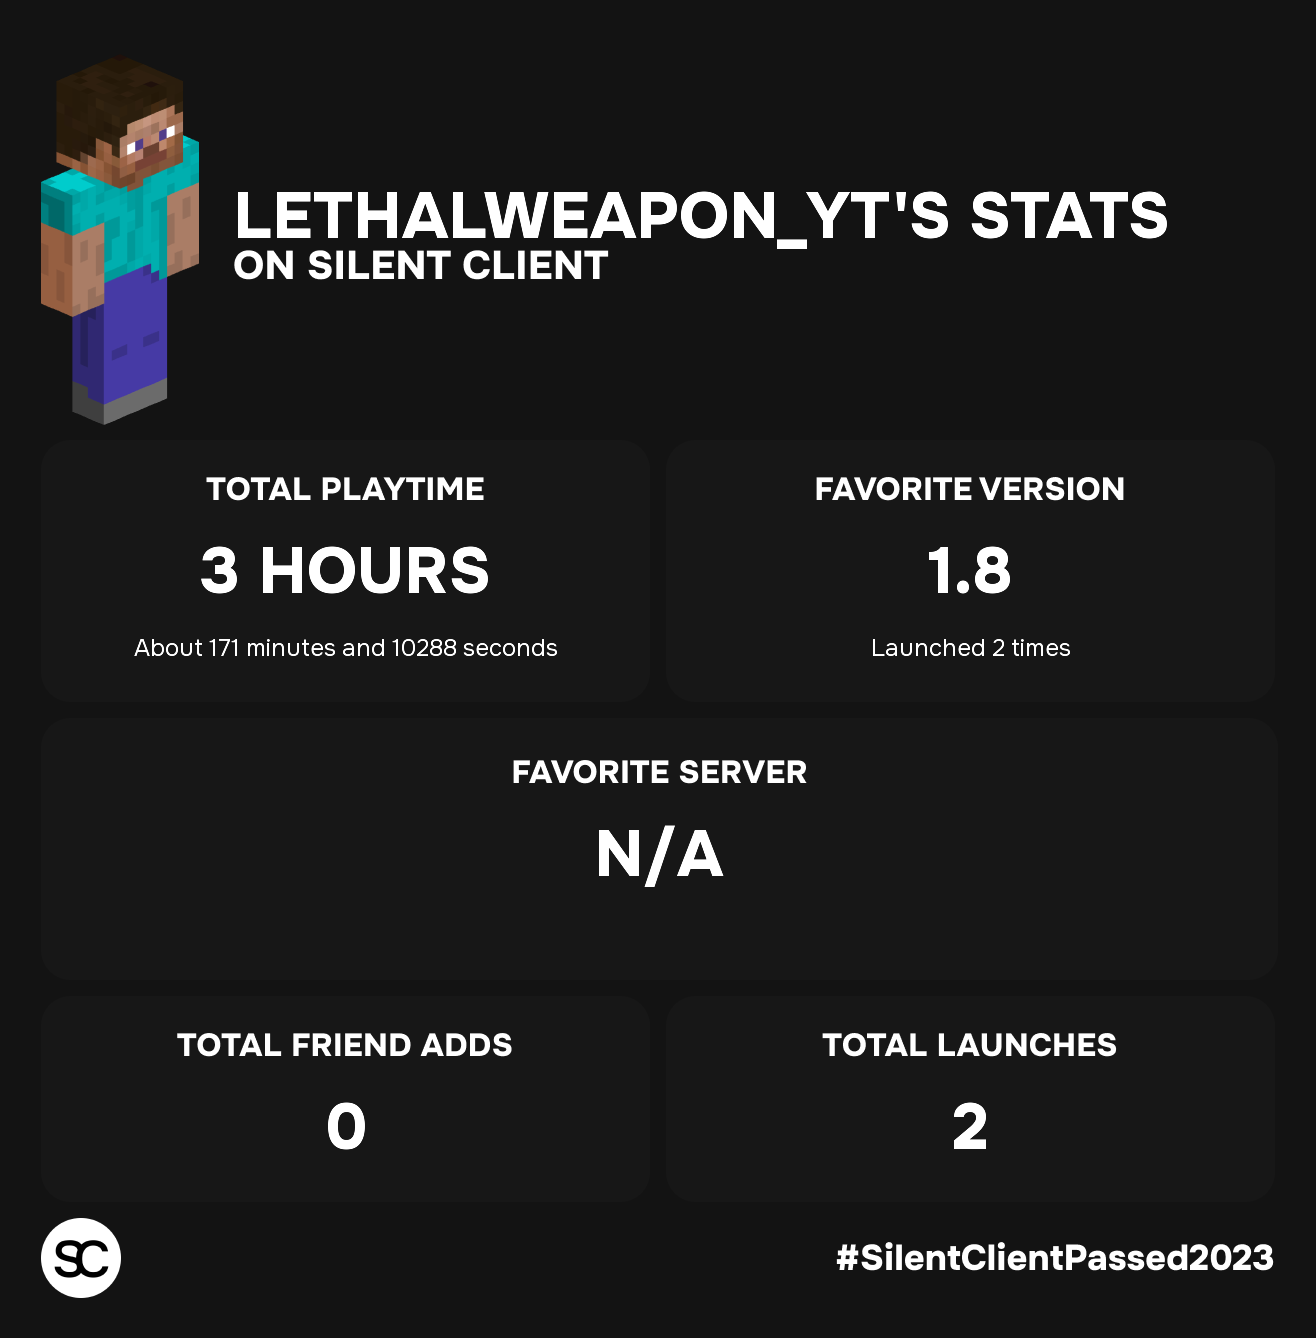 LETHALWEAPON_YT'S STATS
ON SILENT CLIENT
TOTAL PLAYTIME
3 HOURS
About 171 minutes and 10288 seconds
FAVORITE VERSION
1.8
Launched 2 times
FAVORITE SERVER
N/A
TOTAL FRIEND ADDS
0
TOTAL LAUNCHES
2
SC
#SilentClientPassed2023